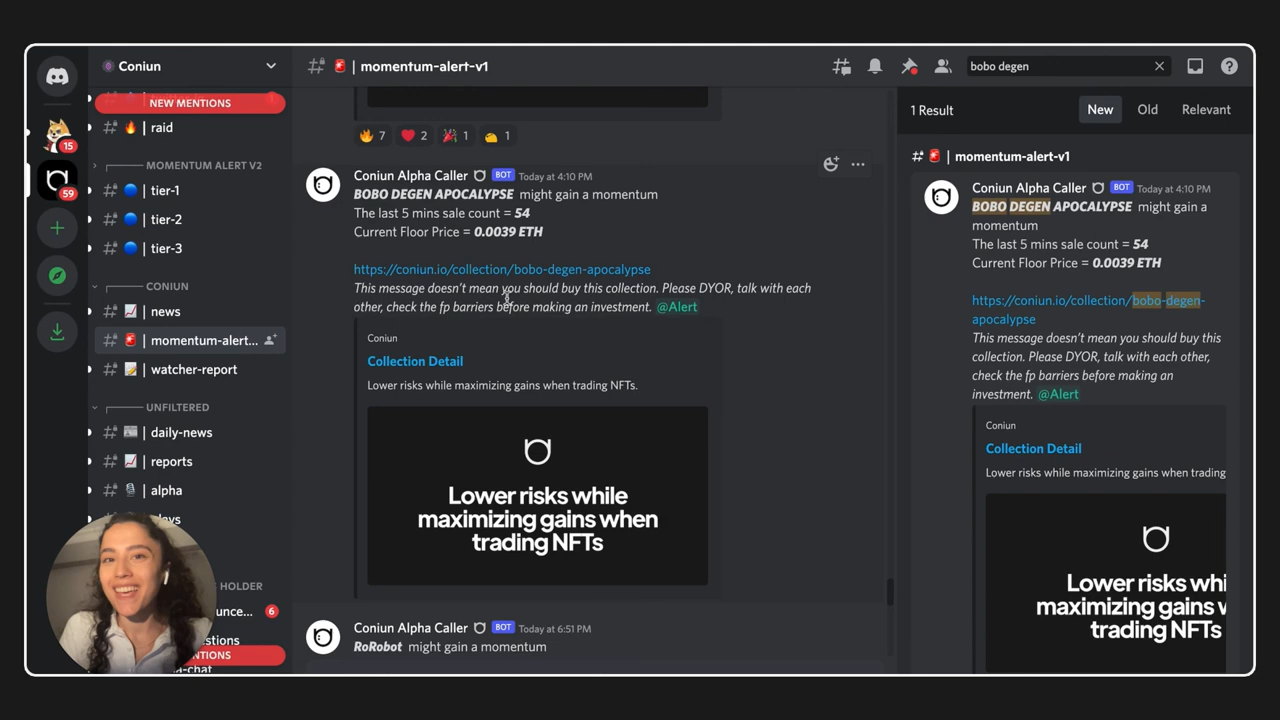 Coniun
NEW MENTIONS
raid
MOMENTUM ALERT V2
tier-1
tier-2
tier-3
CONIUN
news
momentum-alert...
watcher-report
UNFILTERED
daily-news
reports
alpha
HOLDER
unce... 6
estions
NTIONS
a-chat
15
59
momentum-alert-v1
7 2 1 1
Coniun Alpha Caller BOT Today at 4:10 PM
BOBO DEGEN APOCALYPSE might gain a momentum
The last 5 mins sale count = 54
Current Floor Price = 0.0039 ETH
https://coniun.io/collection/bobo-degen-apocalypse
This message doesn't mean you should buy this collection. Please DYOR, talk with each
other, check the fp barriers before making an investment. @Alert
Coniun
Collection Detail
Lower risks while maximizing gains when trading NFTs.
Lower risks while
maximizing gains when
trading NFTs
Coniun Alpha Caller BOT Today at 6:51 PM
RoRobot might gain a momentum
bobo degen
1 Result
New Old Relevant
momentum-alert-v1
Coniun Alpha Caller BOT Today at 4:10 PM
BOBO DEGEN APOCALYPSE might gain a
momentum
The last 5 mins sale count = 54
Current Floor Price = 0.0039 ETH
https://coniun.io/collection/bobo-degen-
apocalypse
This message doesn't mean you should buy this
collection. Please DYOR, talk with each other,
check the fp barriers before making an
investment. @Alert
Coniun
Collection Detail
Lower risks while maximizing gains when trading
Lower risks whi
maximizing gains w
trading NFTs